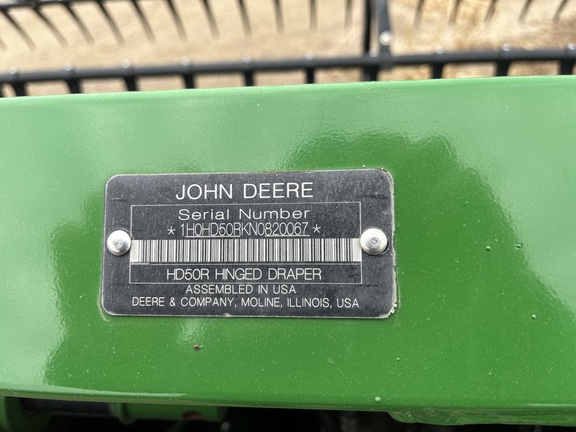 JOHN DEERE
Serial Number
*1H0HD50RKN0820067*
HD50R HINGED DRAPER
ASSEMBLED IN USA
DEERE & COMPANY, MOLINE, ILLINOIS, USA